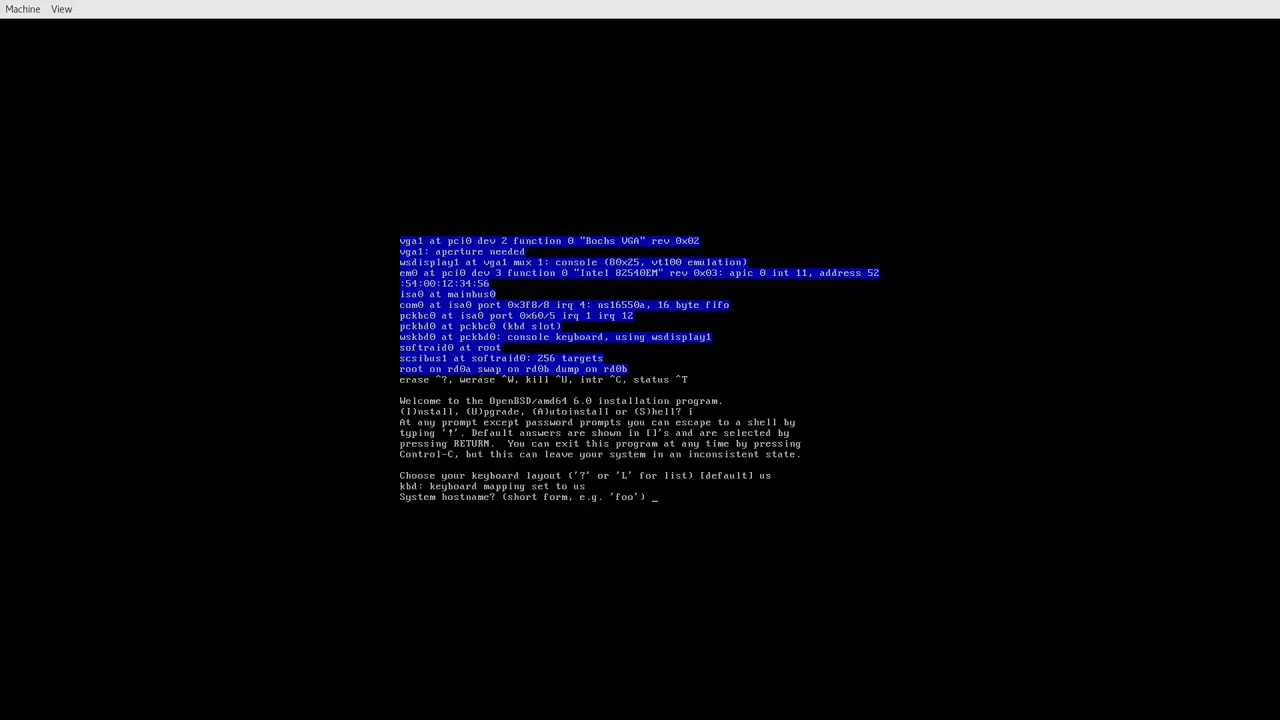 Machine View
vga1 at pci0 dev 2 function 0 "Bochs VGA" rev 0x02
vga1: aperture needed
wsdisplay1 at vga1 mux 1: console (80x25, vt100 emulation)
em0 at pci0 dev 3 function 0 "Intel 82540EM" rev 0x03: apic 0 int 11, address 52
:54:00:12:34:56
isa0 at mainbus0
com0 at isa0 port 0x3f8/8 irq 4: ns16550a, 16 byte fifo
pckbc0 at isa0 port 0x60/5 irq 1 irq 12
pckbd0 at pckbc0 (kbd slot)
wskbd0 at pckbd0: console keyboard, using wsdisplay1
softraid0 at root
scsibus1 at softraid0: 256 targets
root on rd0a swap on rd0b dump on rd0b
erase ^?, werase ^W, kill ^U, intr ^C, status ^T
Welcome to the OpenBSD/amd64 6.0 installation program.
(I)nstall, (U)pgrade, (A)utoinstall or (S)hell? i
At any prompt except password prompts you can escape to a shell by
typing '!'. Default answers are shown in []'s and are selected by
pressing RETURN.  You can exit this program at any time by pressing
Control-C, but this can leave your system in an inconsistent state.
Choose your keyboard layout ('?' or 'L' for list) [default] us
kbd: keyboard mapping set to us
System hostname? (short form, e.g. 'foo') _